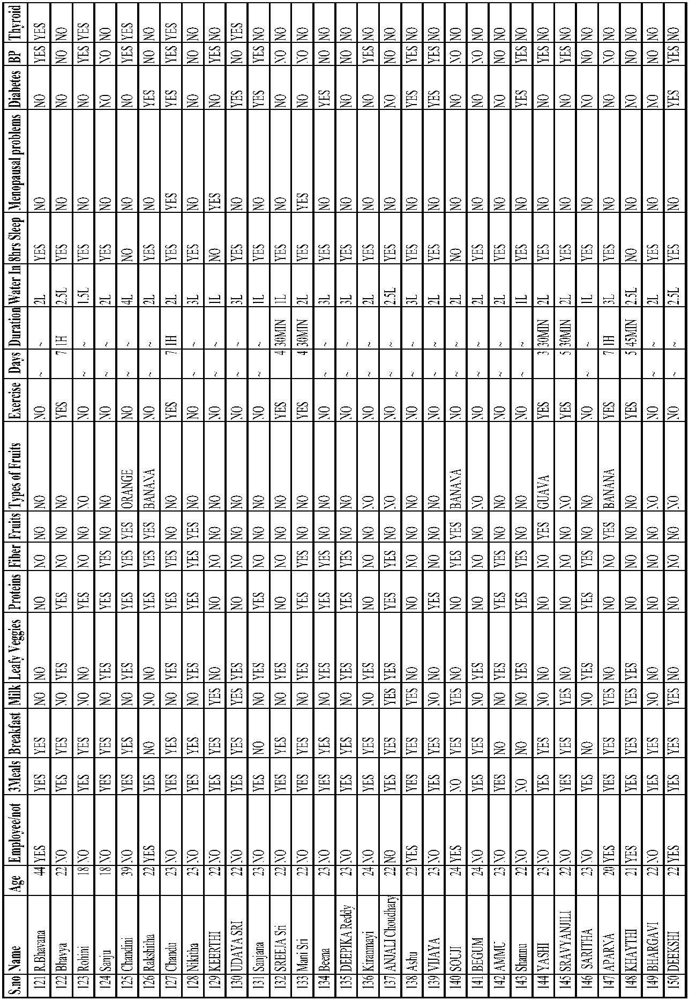 S.no Name Age Employee/not 3Meals Breakfast Milk Leafy Veggies Proteins Fiber Fruits Types of Fruits Exercise Days Duration Water In 8hrs Sleep Menopausal problems Diabetes BP Thyroid
121 R.Bhavana 44 YES YES YES NO NO NO NO NO NO NO ~ ~ 2L YES NO NO YES YES
122 Bhavya 22 NO YES YES NO YES YES NO NO NO YES 7 1H 2.5L YES NO NO NO NO
123 Rohini 18 NO YES YES NO NO YES NO NO NO NO ~ ~ 1.5L YES NO NO YES YES
124 Sanju 18 NO YES YES NO YES YES YES NO NO NO ~ ~ 2L YES NO NO NO NO
125 Chandini 39 NO YES YES NO YES YES YES YES ORANGE NO ~ ~ 4L NO NO NO YES YES
126 Rakshitha 22 YES YES NO NO NO YES YES YES BANANA NO ~ ~ 2L YES NO YES NO NO
127 Chandu 23 NO YES YES NO YES YES YES NO NO YES 7 1H 2L YES YES YES YES YES
128 Nikitha 23 NO YES YES NO YES YES YES YES NO NO ~ ~ 3L YES NO NO NO NO
129 KEERTHI 22 NO YES YES YES NO NO NO NO NO NO ~ ~ 1L NO YES NO YES NO
130 UDAYA SRI 22 NO YES YES YES YES NO NO NO NO NO ~ ~ 3L YES NO YES NO YES
131 Sanjana 23 NO YES NO NO YES YES NO NO NO NO ~ ~ 1L YES NO YES YES NO
132 SREEJA Sri 22 NO YES YES NO YES NO NO NO NO YES 4 30MIN 1L YES NO NO NO NO
133 Mani Sri 22 NO YES YES NO YES YES YES NO NO YES 4 30MIN 2L YES YES NO NO NO
134 Beena 23 NO YES YES NO YES YES YES NO NO NO ~ ~ 3L YES NO YES NO NO
135 DEEPIKA Reddy 23 NO YES YES NO YES YES YES NO NO NO ~ ~ 3L YES NO NO NO NO
136 Kiranmayi 24 NO YES YES NO YES NO NO NO NO NO ~ ~ 2L YES NO NO YES NO
137 ANJALI Choudhary 22 NO YES YES YES YES YES YES NO NO NO ~ ~ 2.5L YES NO NO NO NO
138 Ashu 22 YES YES YES YES NO NO NO NO NO NO ~ ~ 3L YES NO YES YES NO
139 VIJAYA 23 NO YES YES NO NO YES NO NO NO NO ~ ~ 2L YES NO YES YES NO
140 SOUJI 24 YES NO YES YES NO NO YES YES BANANA NO ~ ~ 2L NO NO NO NO NO
141 BEGUM 24 NO YES YES NO YES NO NO NO NO NO ~ ~ 2L YES NO NO NO NO
142 AMMU 23 NO YES NO NO YES YES YES NO NO NO ~ ~ 2L YES NO NO NO NO
143 Shannu 22 NO NO NO NO YES YES YES NO NO NO ~ ~ 1L YES NO YES YES NO
144 YASHI 23 NO YES YES NO NO NO NO YES GUAVA YES 3 30MIN 2L YES NO NO YES NO
145 SRAVYANJILI 22 NO YES YES YES NO NO NO NO NO YES 5 30MIN 2L YES NO NO YES NO
146 SARITHA 23 NO YES NO NO YES YES YES NO NO NO ~ ~ 1L YES NO NO NO NO
147 APARNA 20 YES YES YES YES NO NO NO YES BANANA YES 7 1H 3L YES NO NO NO NO
148 KHAYTHI 21 YES YES YES YES YES NO NO NO NO YES 5 45MIN 2.5L NO NO NO NO NO
149 BHARGAVI 22 NO YES YES NO NO NO NO NO NO NO ~ ~ 2L YES NO NO NO NO
150 DEEKSHI 22 YES YES YES YES NO NO NO NO NO NO ~ ~ 2.5L YES NO YES YES NO